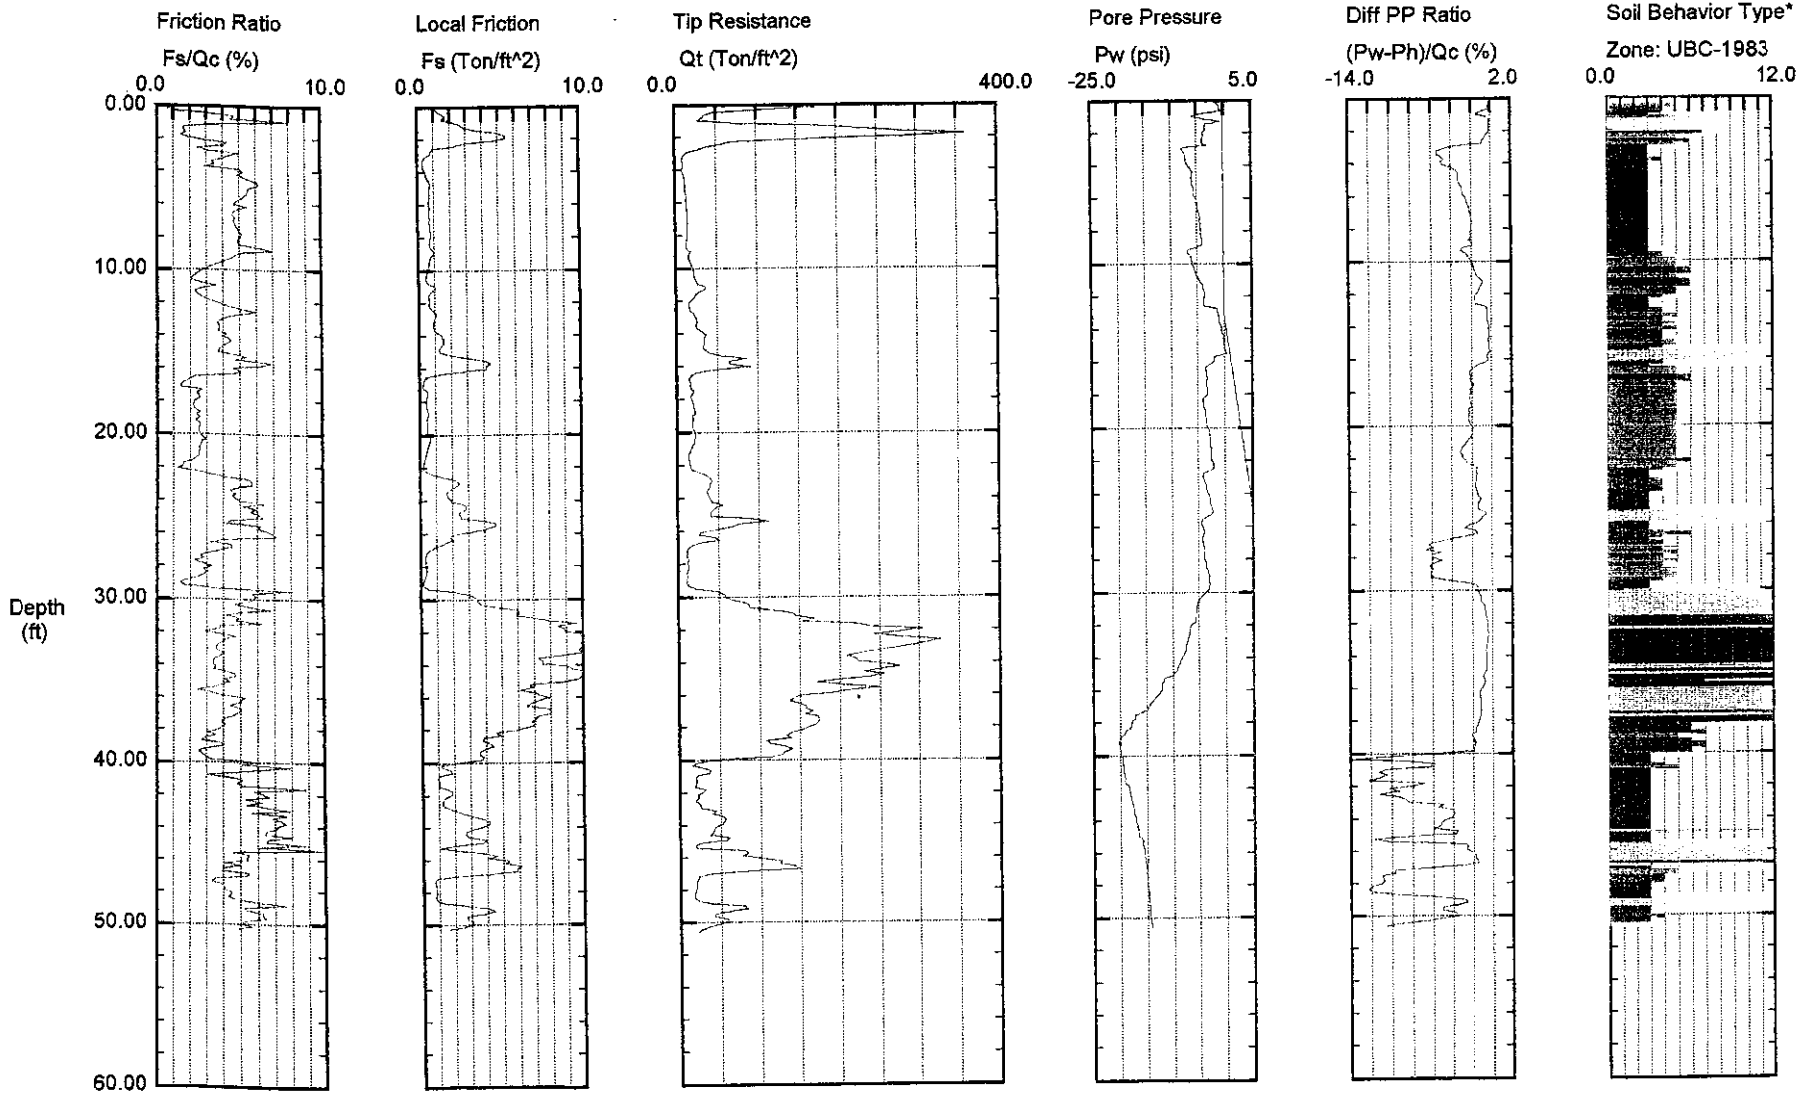 Friction Ratio
Fs/Qc (%)
0.0 10.0
Local Friction
Fs (Ton/ft^2)
0.0 10.0
Tip Resistance
Qt (Ton/ft^2)
0.0 400.0
Pore Pressure
Pw (psi)
-25.0 5.0
Diff PP Ratio
(Pw-Ph)/Qc (%)
-14.0 2.0
Soil Behavior Type*
Zone: UBC-1983
0.0 12.0
0.00
10.00
20.00
30.00
Depth
(ft)
40.00
50.00
60.00